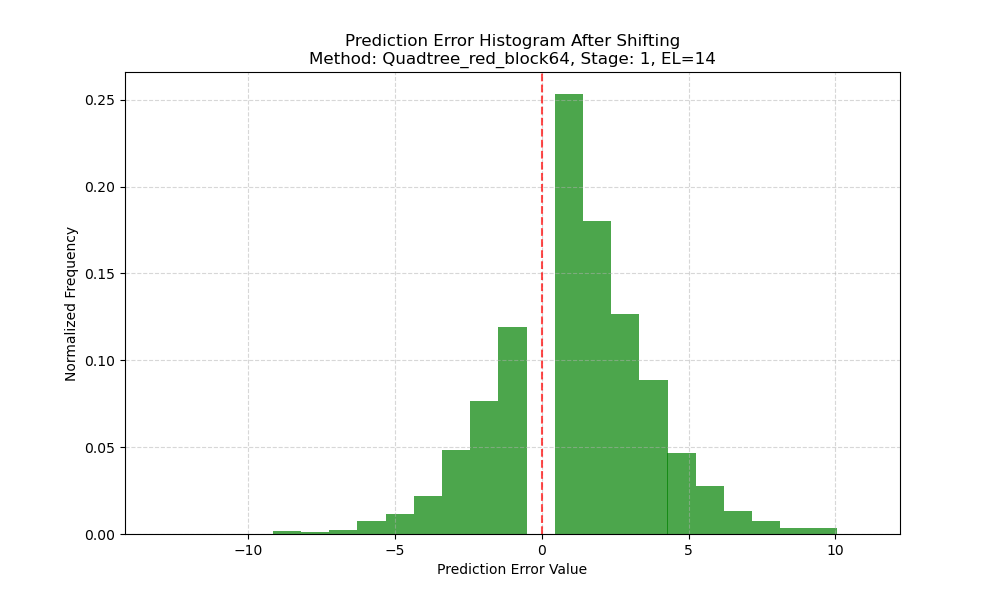 Prediction Error Histogram After Shifting
Method: Quadtree_red_block64, Stage: 1, EL=14
Normalized Frequency
0.25
0.20
0.15
0.10
0.05
0.00
−10
−5
0
5
10
Prediction Error Value